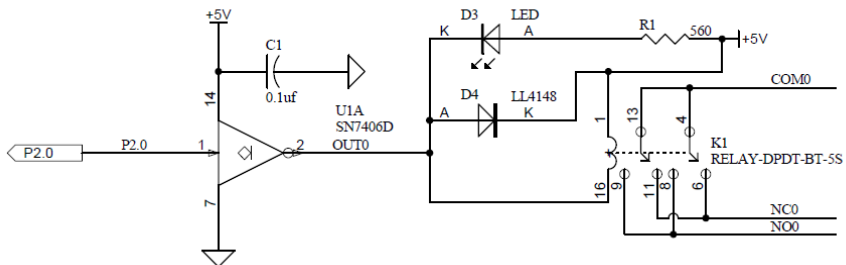 +5V
D3 LED
R1
560
K A
+5V
C1
0.1uf
COM0
14
D4 LL4148
13
4
A K
1
U1A
SN7406D
K1
RELAY-DPDT-BT-5S
P2.0
P2.0
1
2
OUT0
16
9
11
8
6
7
NC0
NO0